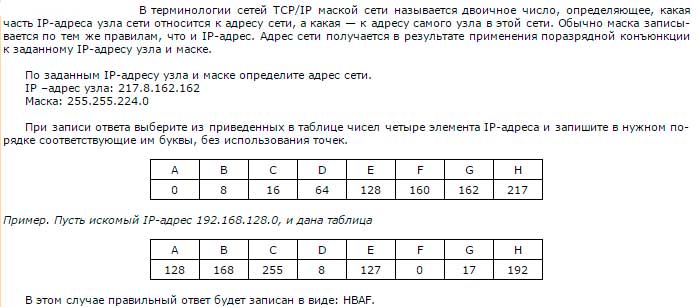 В терминологии сетей TCP/IP маской сети называется двоичное число, определяющее, какая
часть IP-адреса узла сети относится к адресу сети, а какая — к адресу самого узла в этой сети. Обычно маска записы-
вается по тем же правилам, что и IP-адрес. Адрес сети получается в результате применения поразрядной конъюнкции
к заданному IP-адресу узла и маске.
По заданным IP-адресу узла и маске определите адрес сети.
IP –адрес узла: 217.8.162.162
Маска: 255.255.224.0
При записи ответа выберите из приведенных в таблице чисел четыре элемента IP-адреса и запишите в нужном по-
рядке соответствующие им буквы, без использования точек.
A B C D E F G H
0 8 16 64 128 160 162 217
Пример. Пусть искомый IP-адрес 192.168.128.0, и дана таблица
A B C D E F G H
128 168 255 8 127 0 17 192
В этом случае правильный ответ будет записан в виде: HBAF.